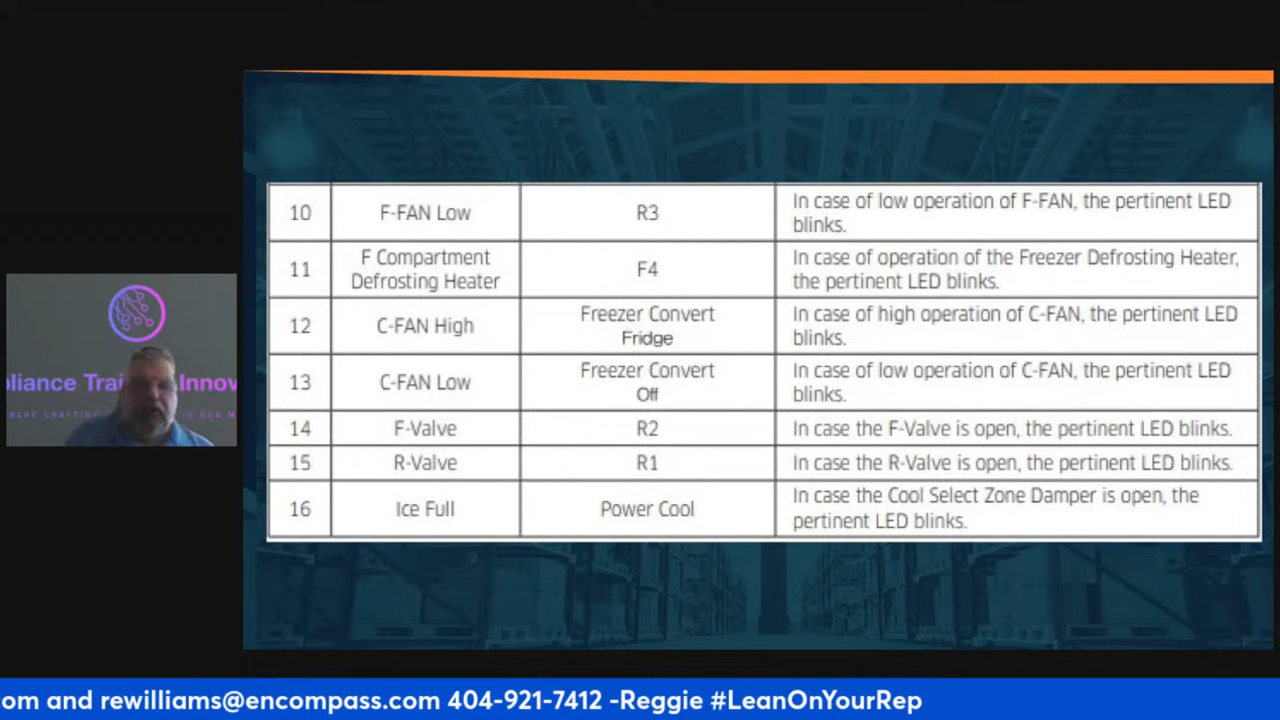 10 F-FAN Low R3 In case of low operation of F-FAN, the pertinent LED
blinks.
11 F Compartment
Defrosting Heater F4 In case of operation of the Freezer Defrosting Heater,
the pertinent LED blinks.
12 C-FAN High Freezer Convert
Fridge In case of high operation of C-FAN, the pertinent LED
blinks.
13 C-FAN Low Freezer Convert
Off In case of low operation of C-FAN, the pertinent LED
blinks.
14 F-Valve R2 In case the F-Valve is open, the pertinent LED blinks.
15 R-Valve R1 In case the R-Valve is open, the pertinent LED blinks.
16 Ice Full Power Cool In case the Cool Select Zone Damper is open, the
pertinent LED blinks.
pliance Trai Innov
om and rewilliams@encompass.com 404-921-7412 -Reggie #LeanOnYourRep